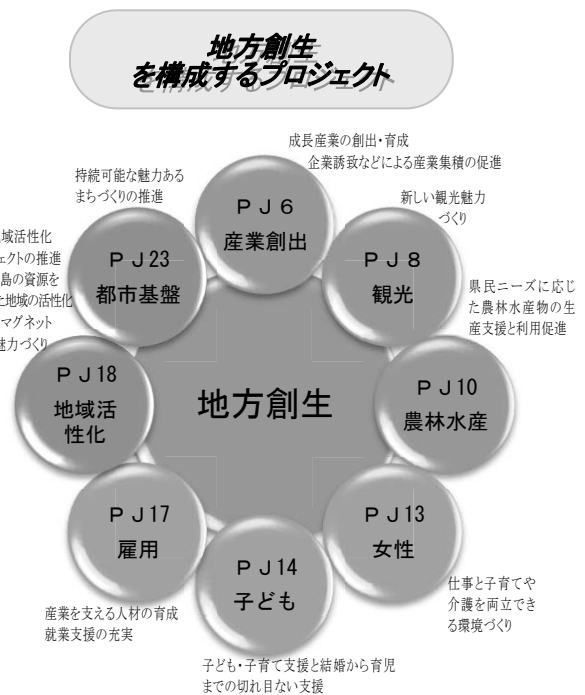 地方創生
を構成するプロジェクト
成長産業の創出・育成
企業誘致などによる産業集積の促進
持続可能な魅力ある
まちづくりの推進
ＰＪ６
産業創出
新しい観光魅力
づくり
ＰＪ23
都市基盤
ＰＪ８
観光
域活性化
ェクトの推進
島の資源を
た地域の活性化
マグネット
魅力づくり
県民ニーズに応じ
た農林水産物の生
産支援と利用促進
ＰＪ18
地域活
性化
地方創生
ＰＪ10
農林水産
ＰＪ17
雇用
ＰＪ13
女性
ＰＪ14
子ども
仕事と子育てや
介護を両立でき
る環境づくり
産業を支える人材の育成
就業支援の充実
子ども・子育て支援と結婚から育児
までの切れ目ない支援